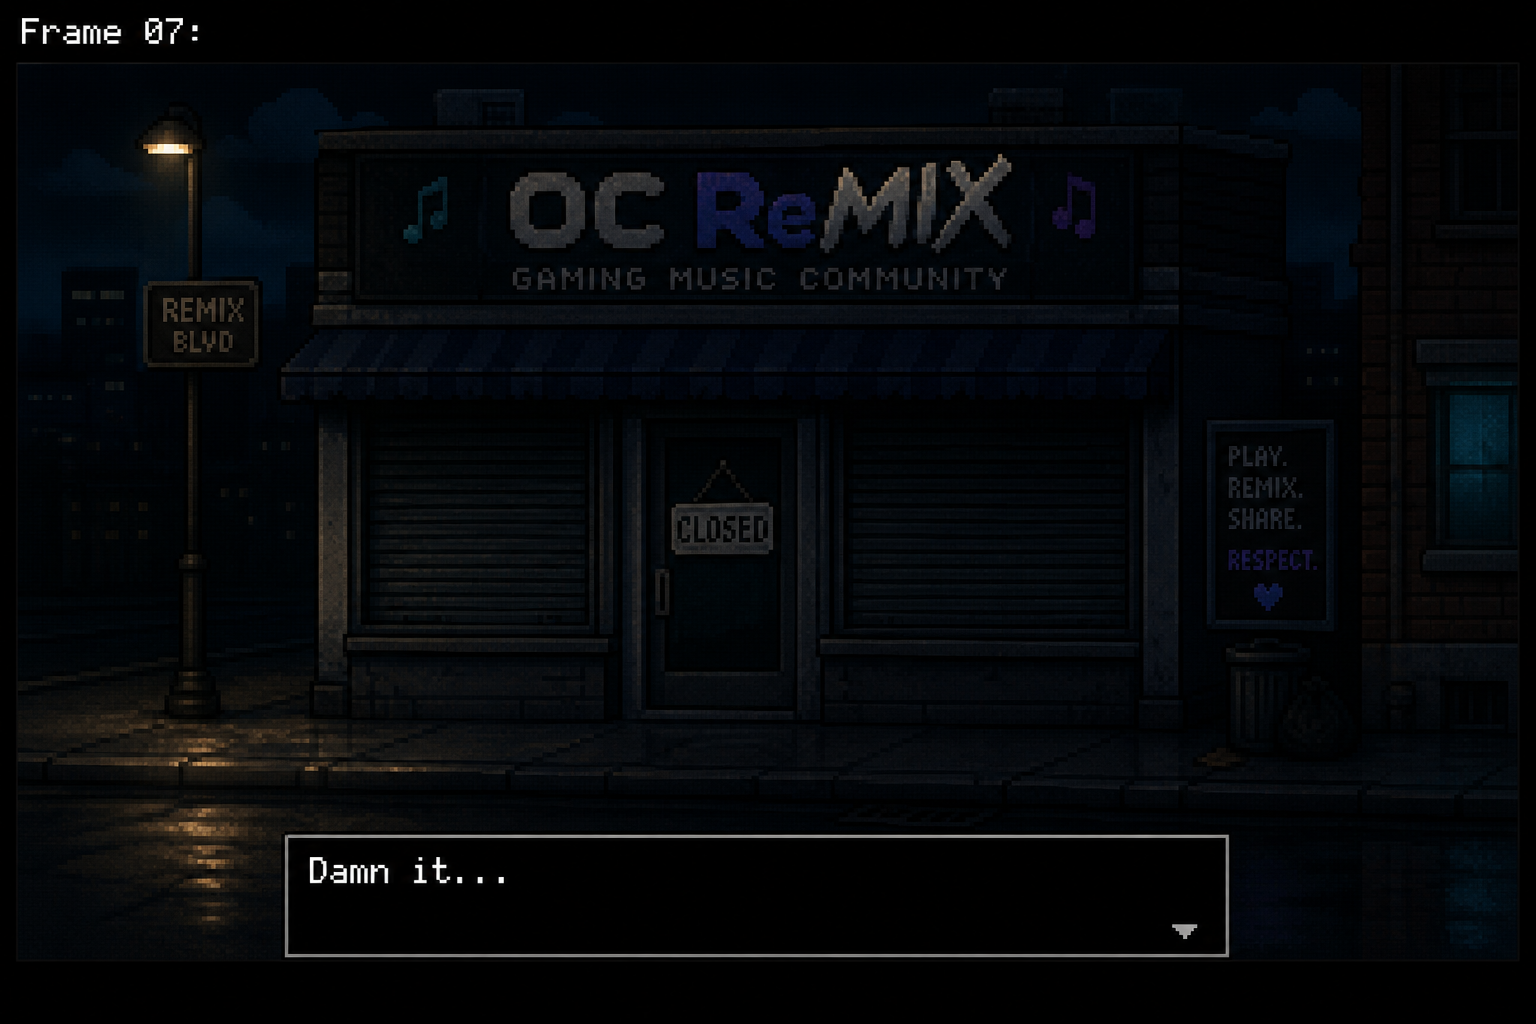 Frame 07:
OC ReMIX
GAMING MUSIC COMMUNITY
REMIX
BLVD
CLOSED
PLAY.
REMIX.
SHARE.
RESPECT.
Damn it...